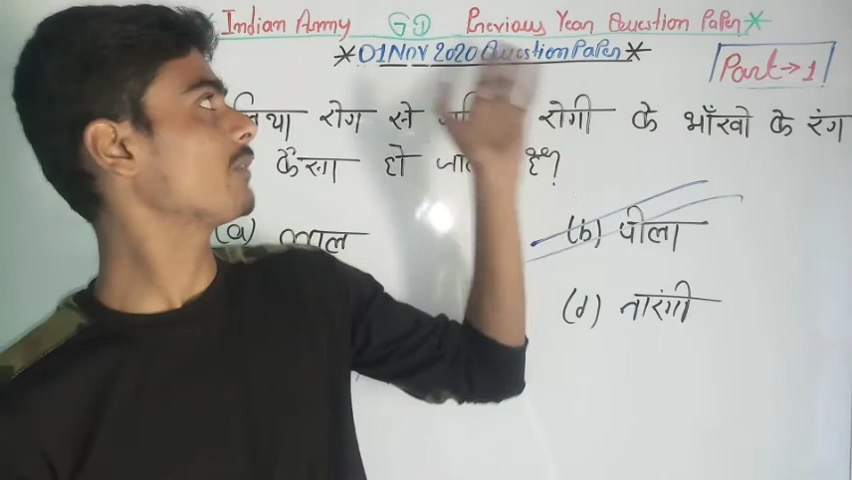 Indian Army GD Previous Year Question Paper
*01 Nov 2020 Question Paper*
Part→1
रोग से रोगी के आँखो के रंग
कैसा हो है?
(a) लाल (b) पीला
(d) नारंगी